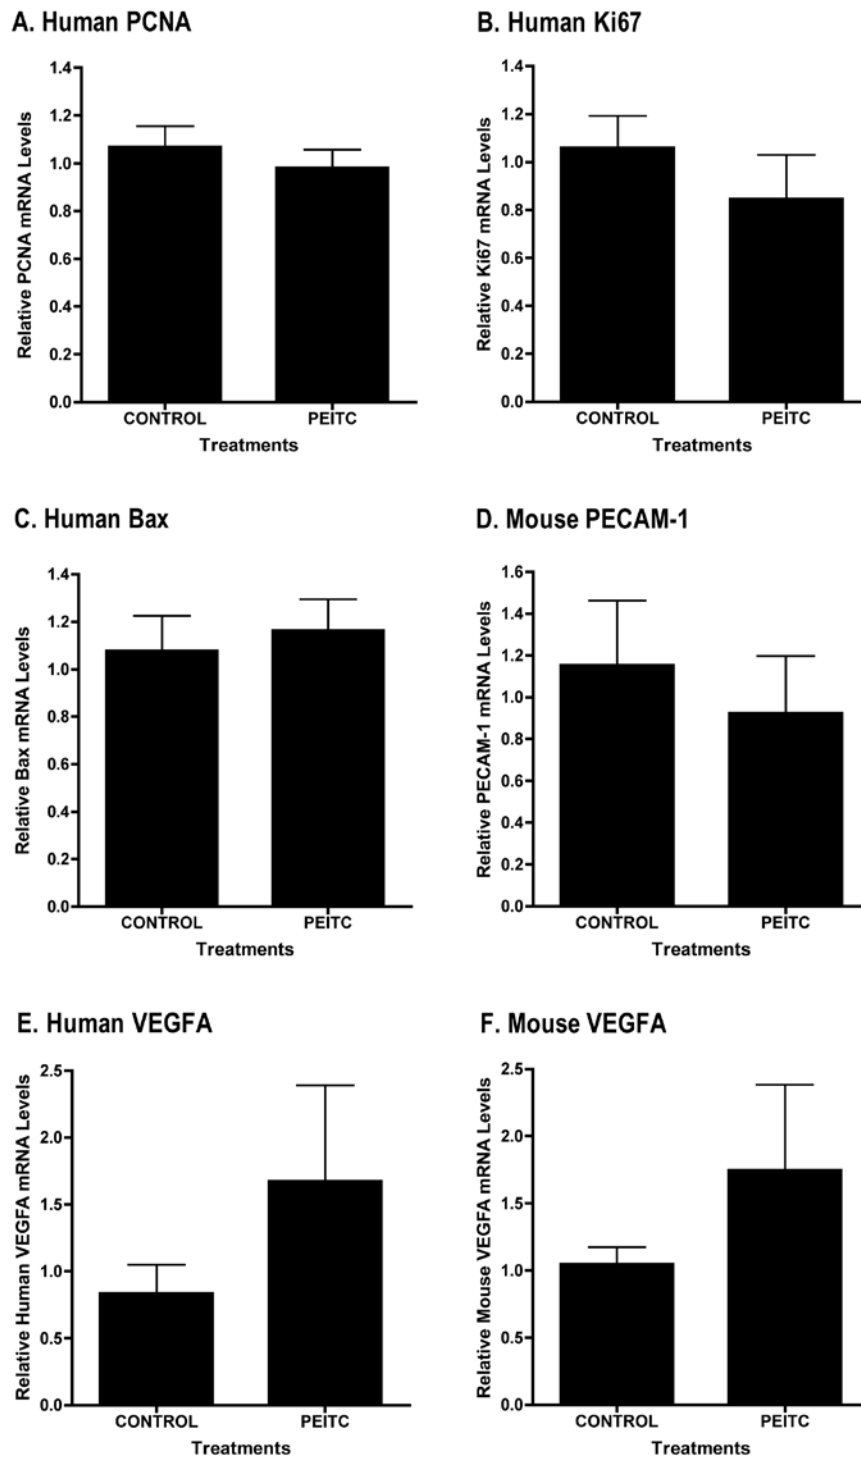 A. Human PCNA
Relative PCNA mRNA Levels
1.4
1.2
1.0
0.8
0.6
0.4
0.2
0.0
CONTROL
PEITC
Treatments
B. Human Ki67
Relative Ki67 mRNA Levels
1.4
1.2
1.0
0.8
0.6
0.4
0.2
0.0
CONTROL
PEITC
Treatments
C. Human Bax
Relative Bax mRNA Levels
1.4
1.2
1.0
0.8
0.6
0.4
0.2
0.0
CONTROL
PEITC
Treatments
D. Mouse PECAM-1
Relative PECAM-1 mRNA Levels
1.6
1.4
1.2
1.0
0.8
0.6
0.4
0.2
0.0
CONTROL
PEITC
Treatments
E. Human VEGFA
Relative Human VEGFA mRNA Levels
2.5
2.0
1.5
1.0
0.5
0.0
CONTROL
PEITC
Treatments
F. Mouse VEGFA
Relative Mouse VEGFA mRNA Levels
2.5
2.0
1.5
1.0
0.5
0.0
CONTROL
PEITC
Treatments